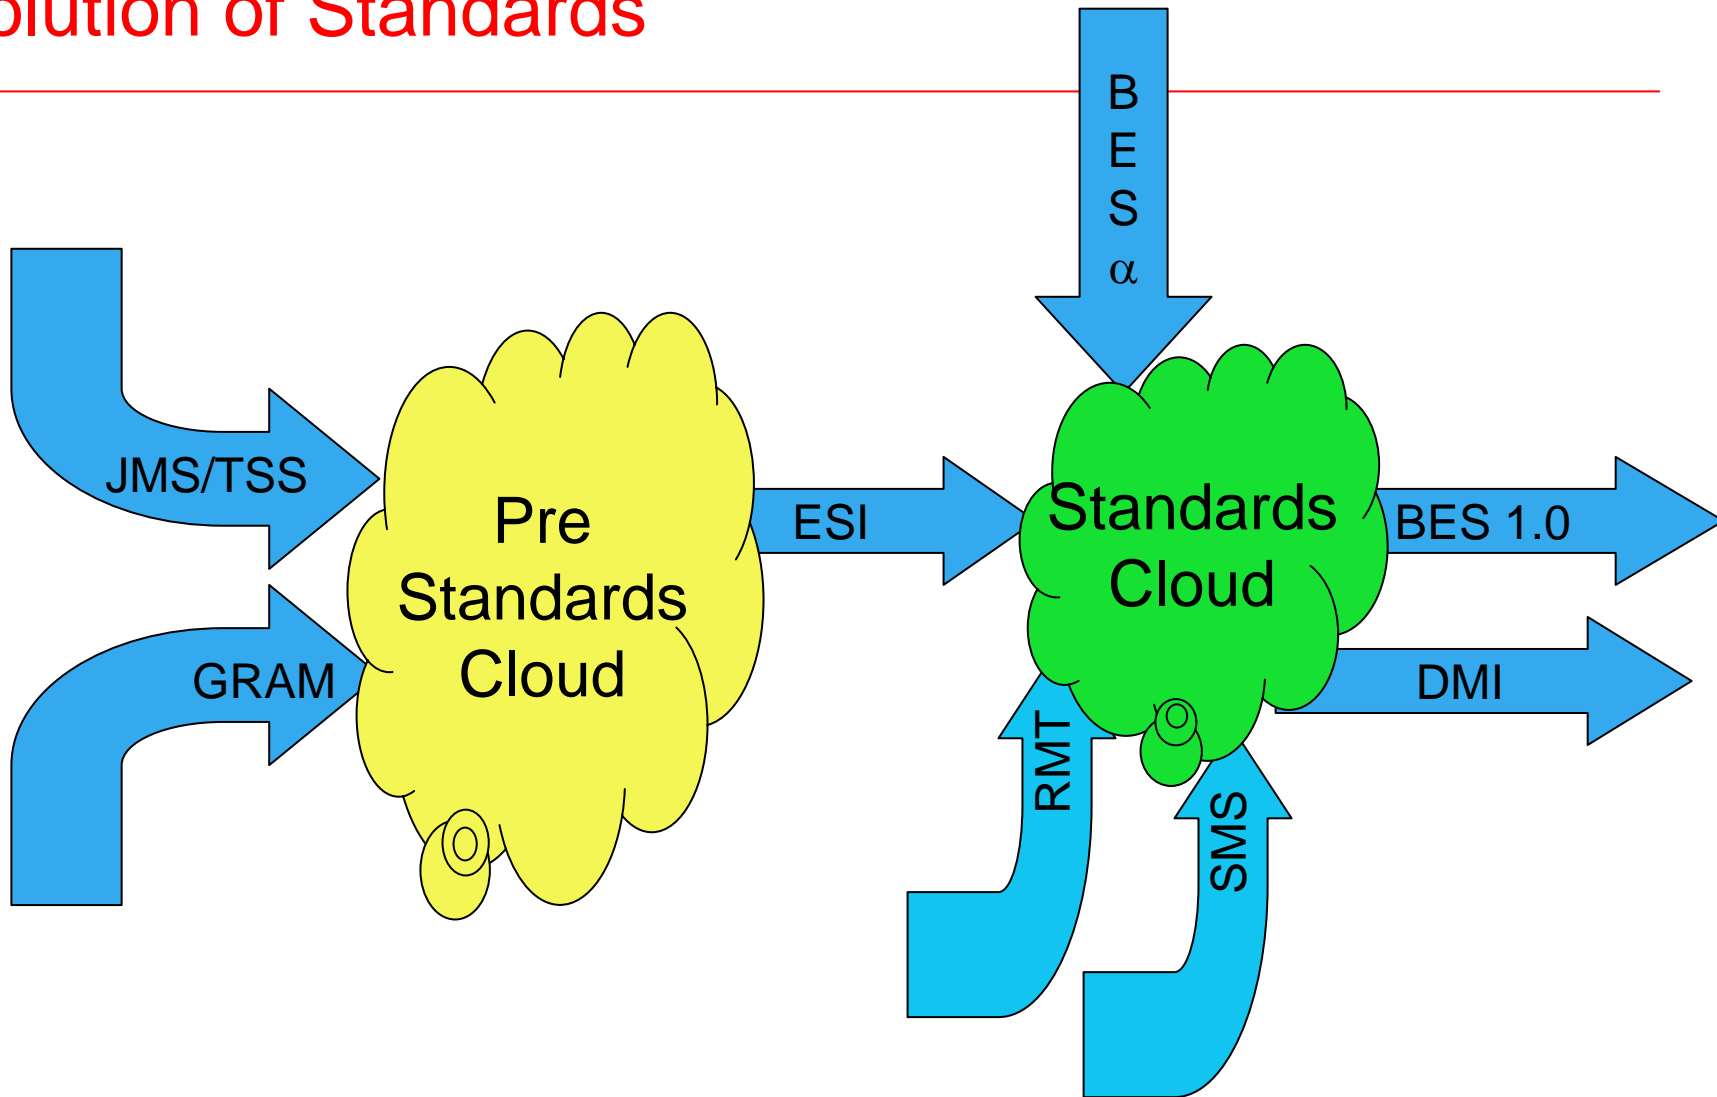 olution of Standards
B
E
S
α
JMS/TSS
Pre
Standards
Cloud
GRAM
ESI
Standards
Cloud
BES 1.0
DMI
RMT
SMS